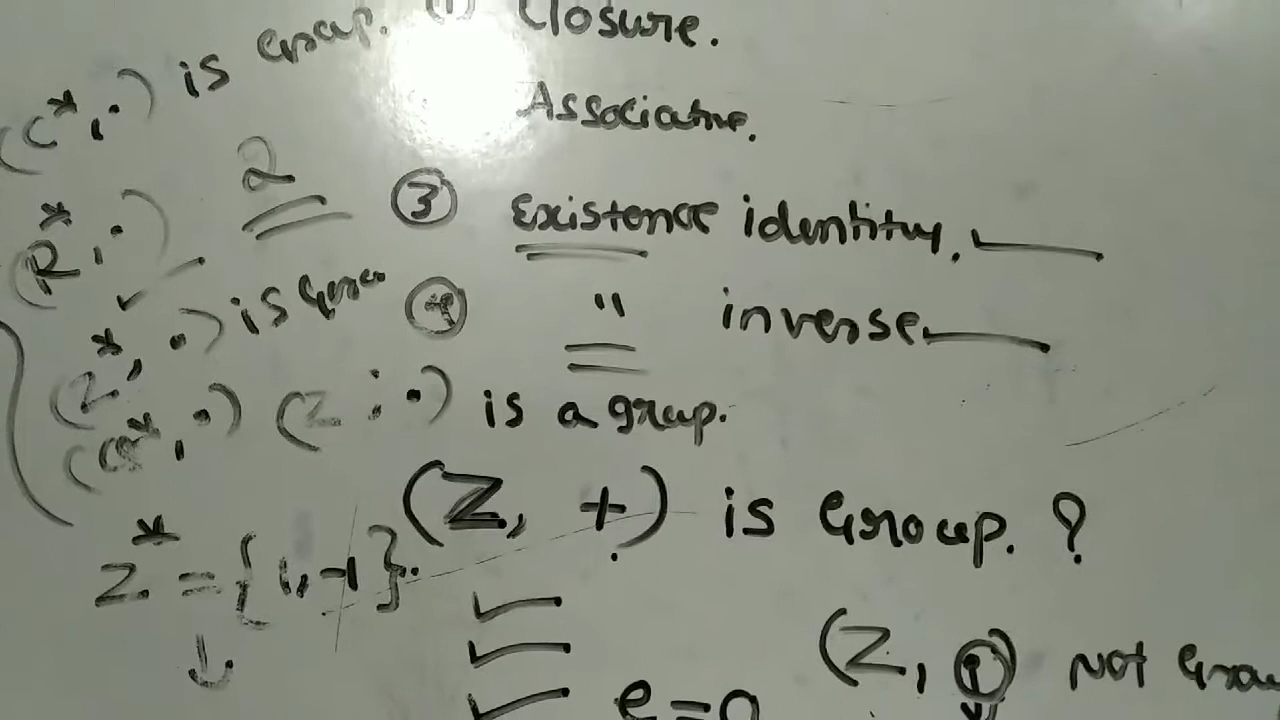 (C*, ·) is Group. (1) Closure.
Associative.
(R*, ·) 2 ③ Existence identity,
(Z*, ·) is Group ④ " inverse
(Q*, ·) (Z, ·) is a group.
(Z, +) is Group. ?
Z* = {1, -1}.
(Z, ·) Not Grou
e = 0